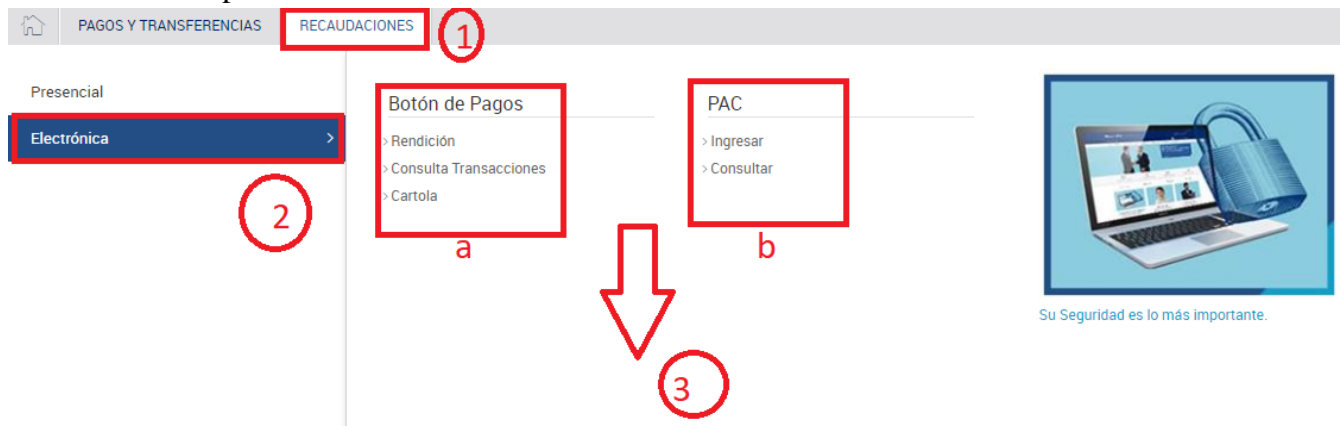 PAGOS Y TRANSFERENCIAS RECAUDACIONES 1
Presencial
Electrónica
2
Botón de Pagos
Rendición
Consulta Transacciones
Cartola
a
PAC
Ingresar
Consultar
b
3
Su Seguridad es lo más importante.